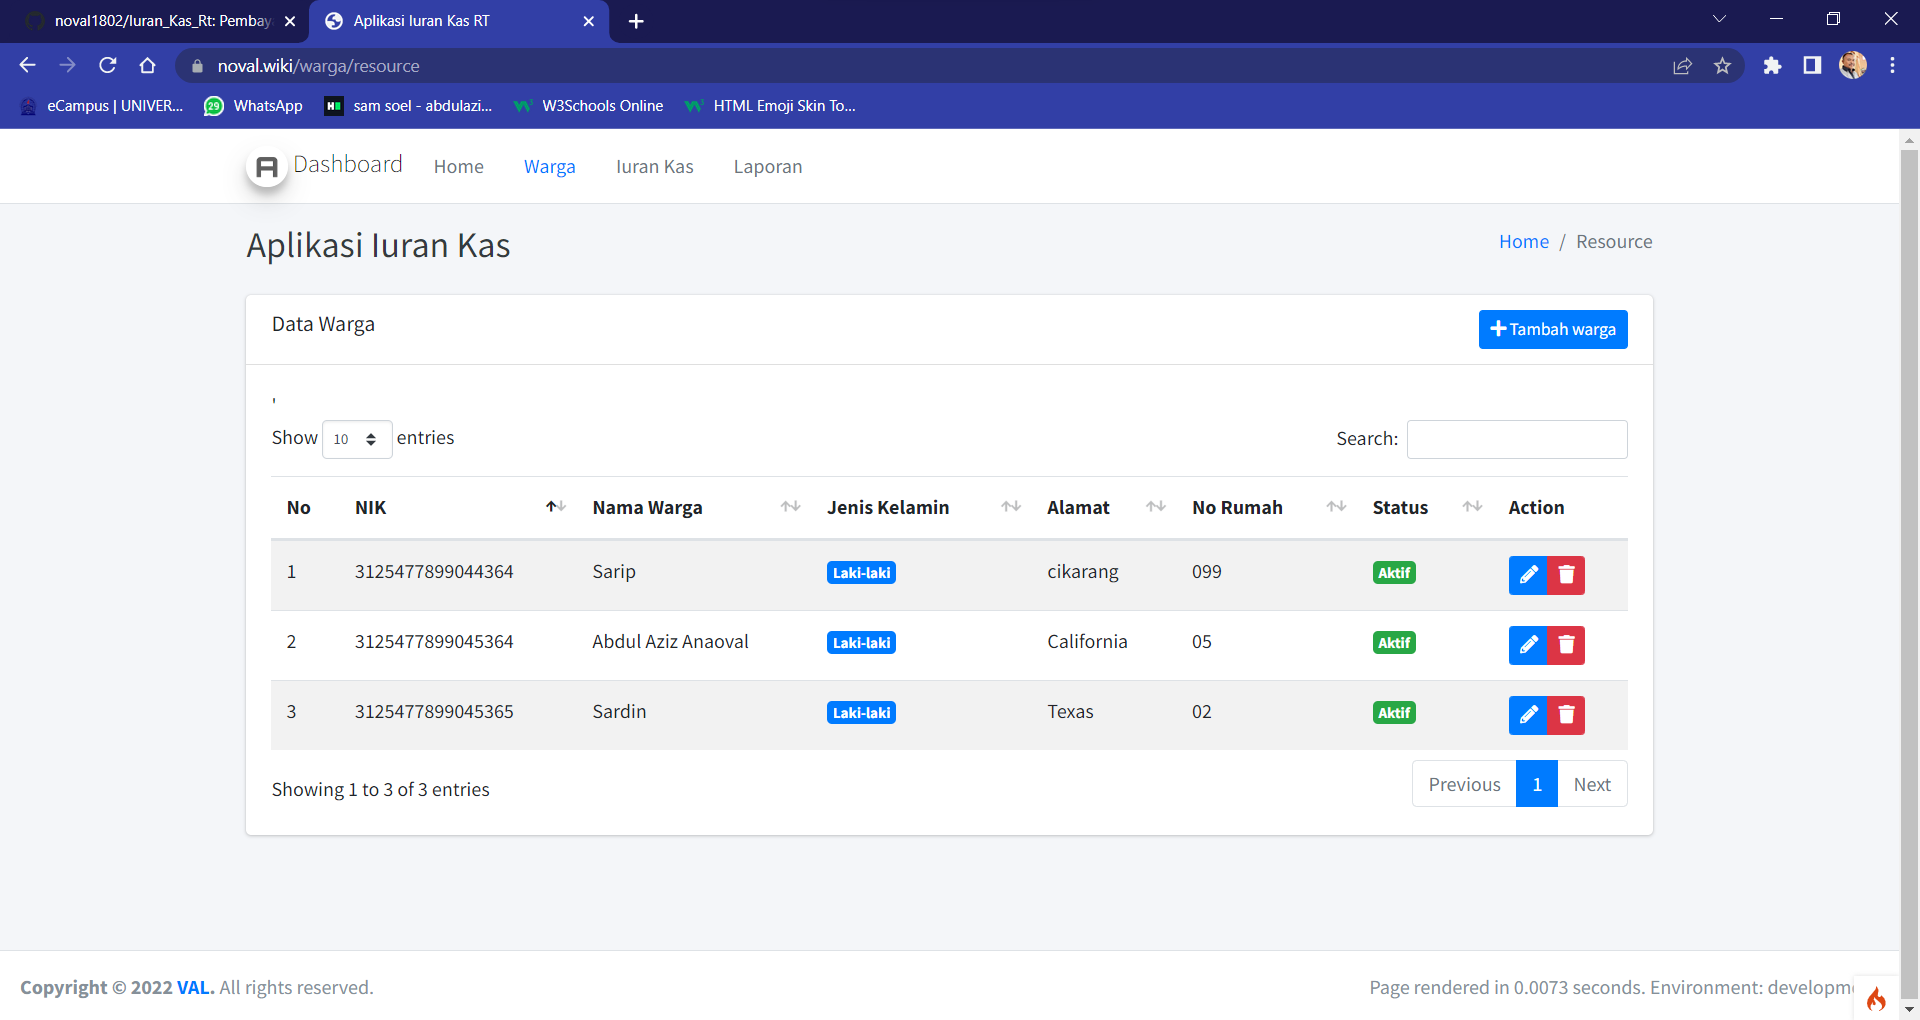 noval1802/Iuran_Kas_Rt: Pembay
Aplikasi Iuran Kas RT
noval.wiki/warga/resource
eCampus | UNIVER...
29
WhatsApp
sam soel - abdulazi...
W3Schools Online
HTML Emoji Skin To...
Dashboard
Home
Warga
Iuran Kas
Laporan
Aplikasi Iuran Kas
Home / Resource
Data Warga
Tambah warga
'
Show 10 entries
Search:
No NIK Nama Warga Jenis Kelamin Alamat No Rumah Status Action
1 3125477899044364 Sarip Laki-laki cikarang 099 Aktif
2 3125477899045364 Abdul Aziz Anaoval Laki-laki California 05 Aktif
3 3125477899045365 Sardin Laki-laki Texas 02 Aktif
Showing 1 to 3 of 3 entries
Previous 1 Next
Copyright © 2022 VAL. All rights reserved.
Page rendered in 0.0073 seconds. Environment: developm